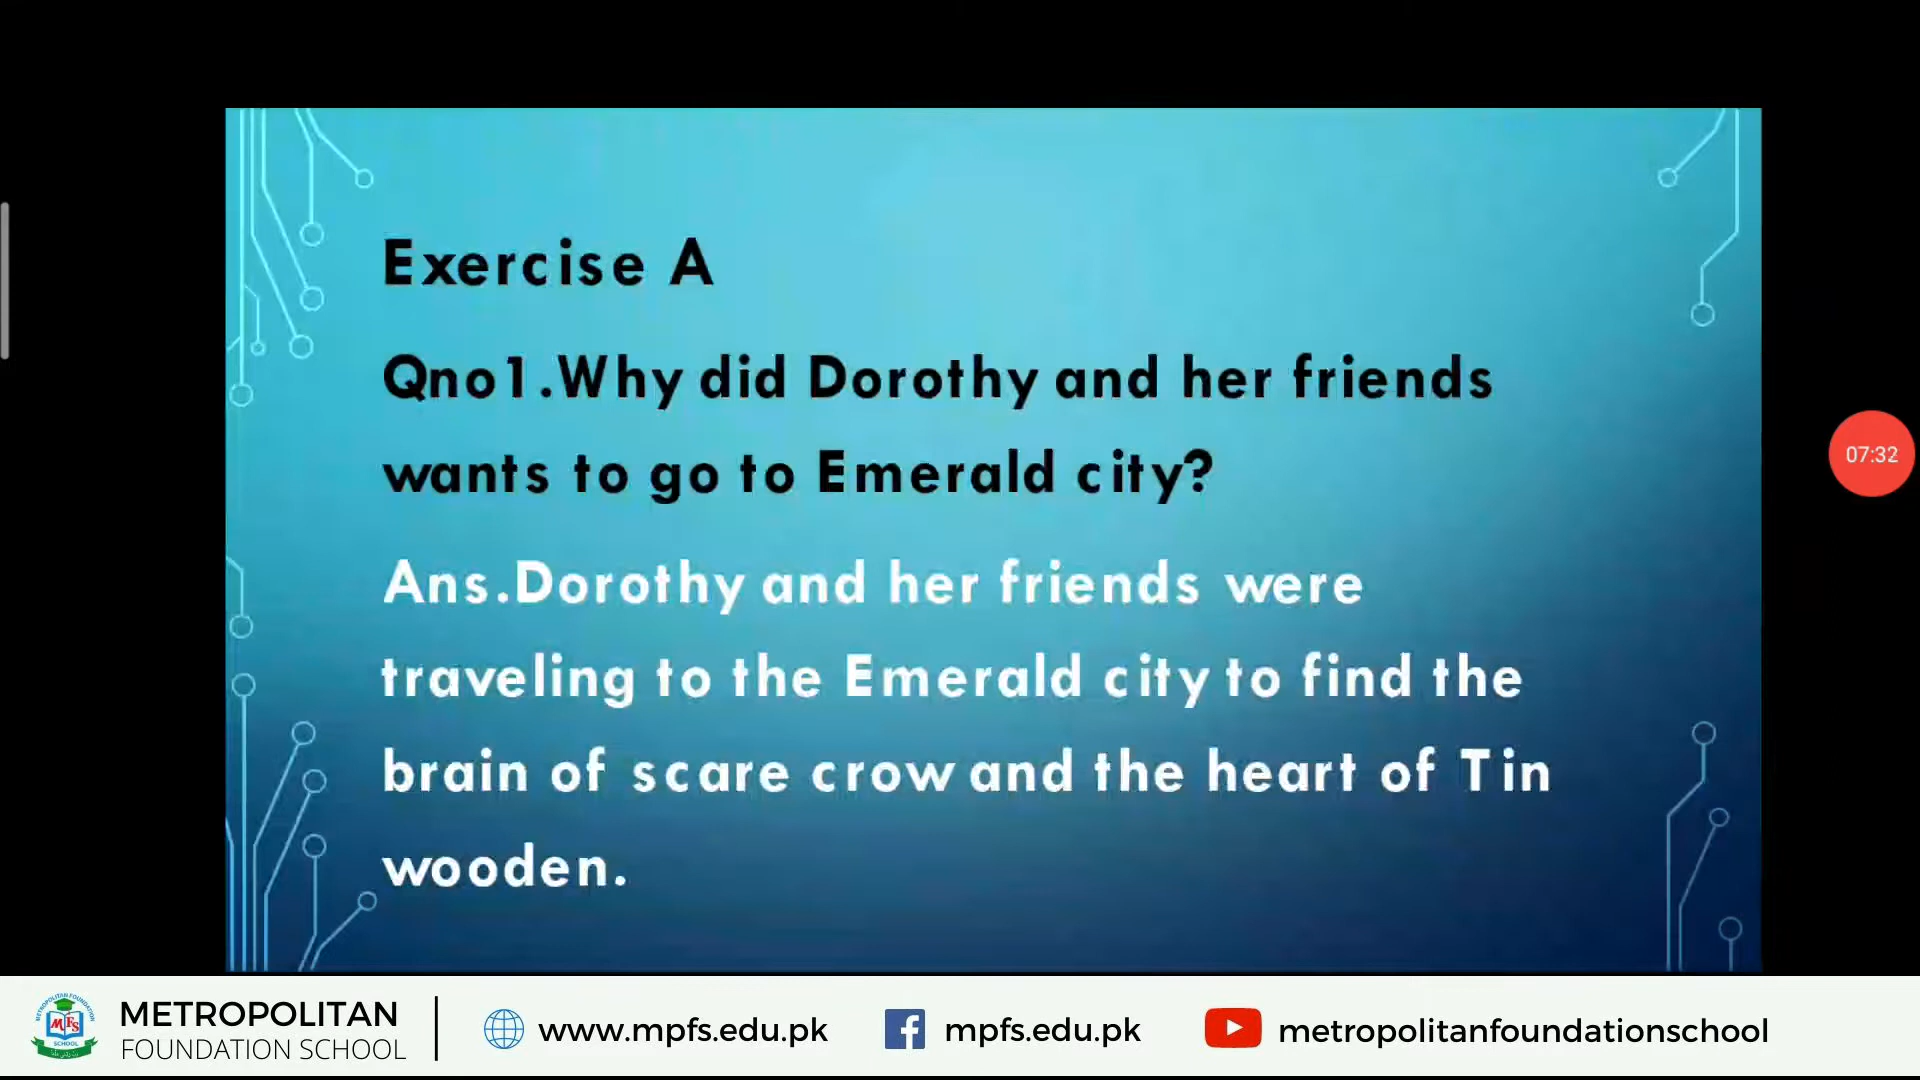 Exercise A
Qno1.Why did Dorothy and her friends
wants to go to Emerald city?
07:32
Ans.Dorothy and her friends were
traveling to the Emerald city to find the
brain of scare crow and the heart of Tin
wooden.
MFS
SCHOOL
METROPOLITAN
FOUNDATION SCHOOL
www.mpfs.edu.pk
mpfs.edu.pk
metropolitanfoundationschool